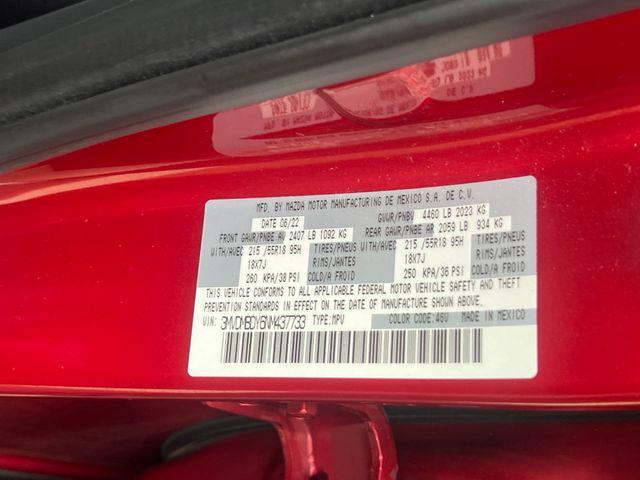 MFD. BY MAZDA MOTOR MANUFACTURING DE MEXICO S.A. DE C.V.
DATE 06/22 GVWR/PNBV 4460 LB 2023 KG
FRONT GAWR/PNBE AV 2407 LB 1092 KG REAR GAWR/PNBE AR 2059 LB 934 KG
WITH/AVEC 215 /55R18 95H TIRES/PNEUS WITH/AVEC 215 /55R18 95H TIRES/PNEUS
18X7J RIMS/JANTES 18X7J RIMS/JANTES
260 KPA/38 PSI COLD/A FROID 250 KPA/36 PSI COLD/A FROID
THIS VEHICLE CONFORMS TO ALL APPLICABLE FEDERAL MOTOR VEHICLE SAFETY AND THEFT
PREVENTION STANDARDS IN EFFECT ON THE DATE OF MANUFACTURE SHOWN ABOVE.
VIN: 3MVDMBDY6NM437733 TYPE:MPV COLOR CODE:46V MADE IN MEXICO